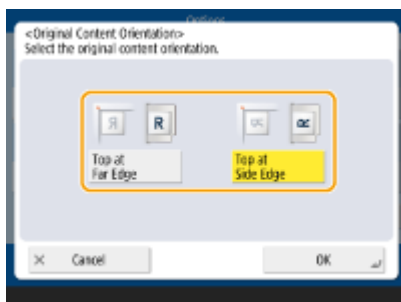 Options
<Original Content Orientation>
Select the original content orientation.
R R
R R
Top at
Far Edge
Top at
Side Edge
× Cancel
OK